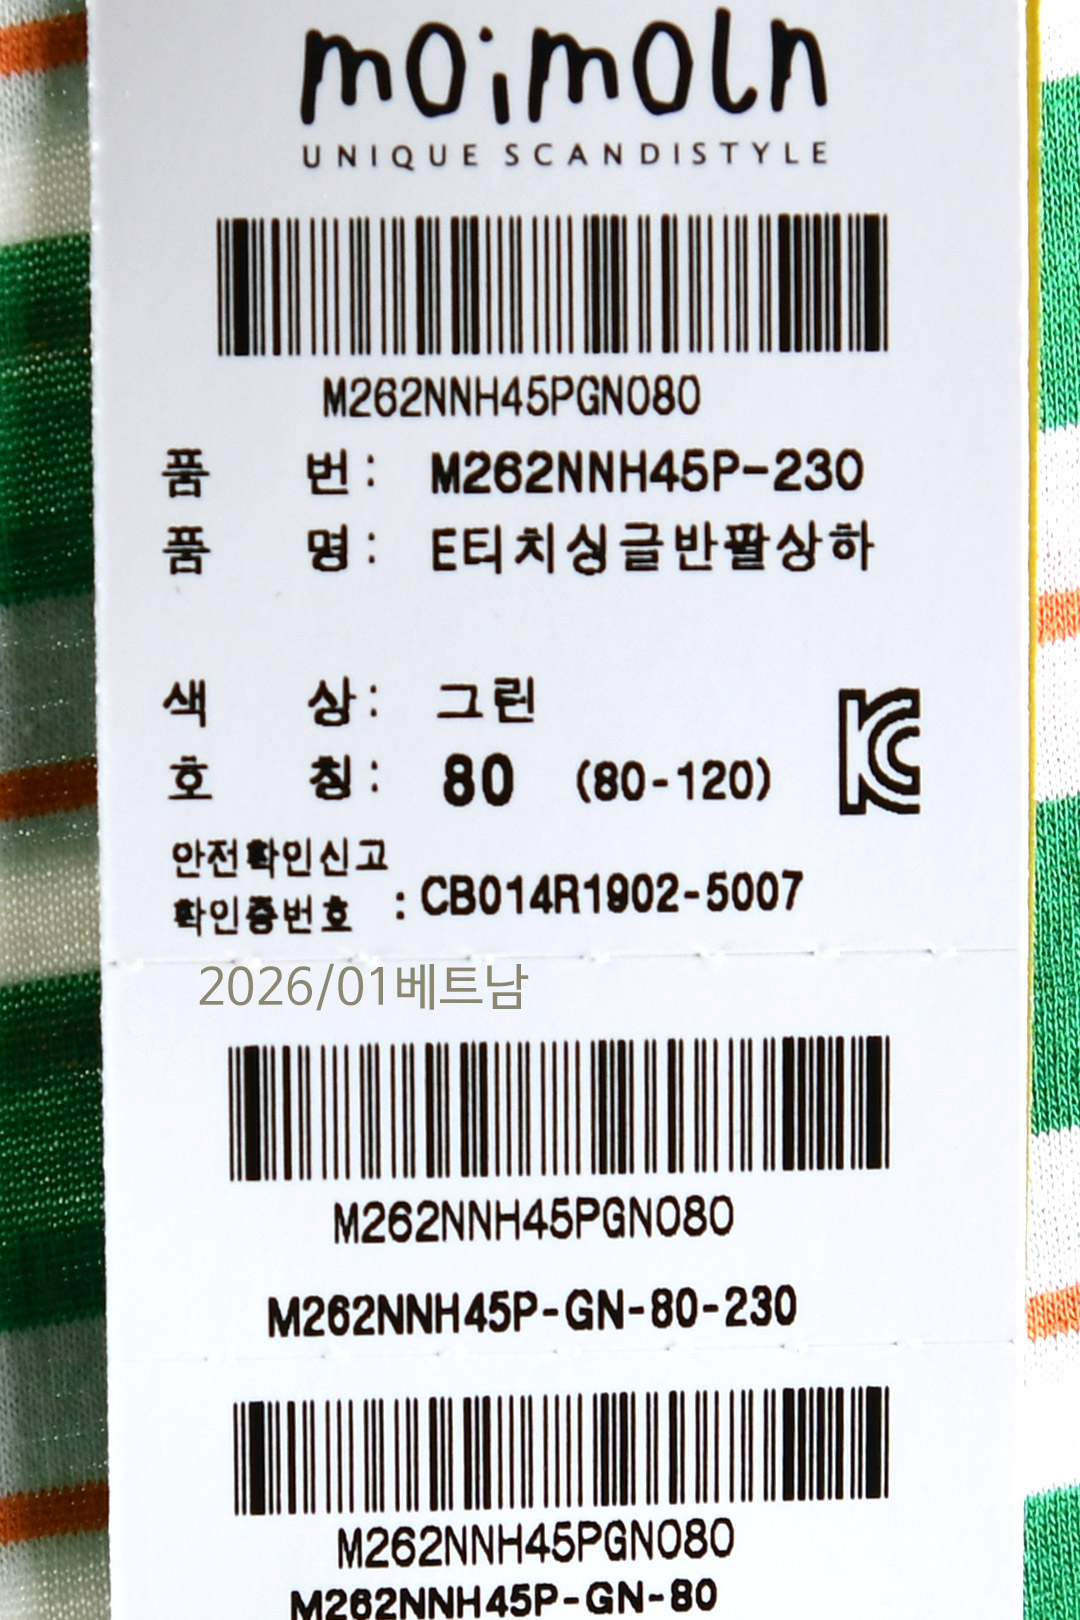 moimoln
UNIQUE SCANDISTYLE
M262NNH45PGN080
품 번: M262NNH45P-230
품 명: E티치싱글반팔상하
색 상: 그린
호 칭: 80 (80-120)
안전확인신고
확인증번호 : CB014R1902-5007
2026/01베트남
M262NNH45PGN080
M262NNH45P-GN-80-230
M262NNH45PGN080
M262NNH45P-GN-80